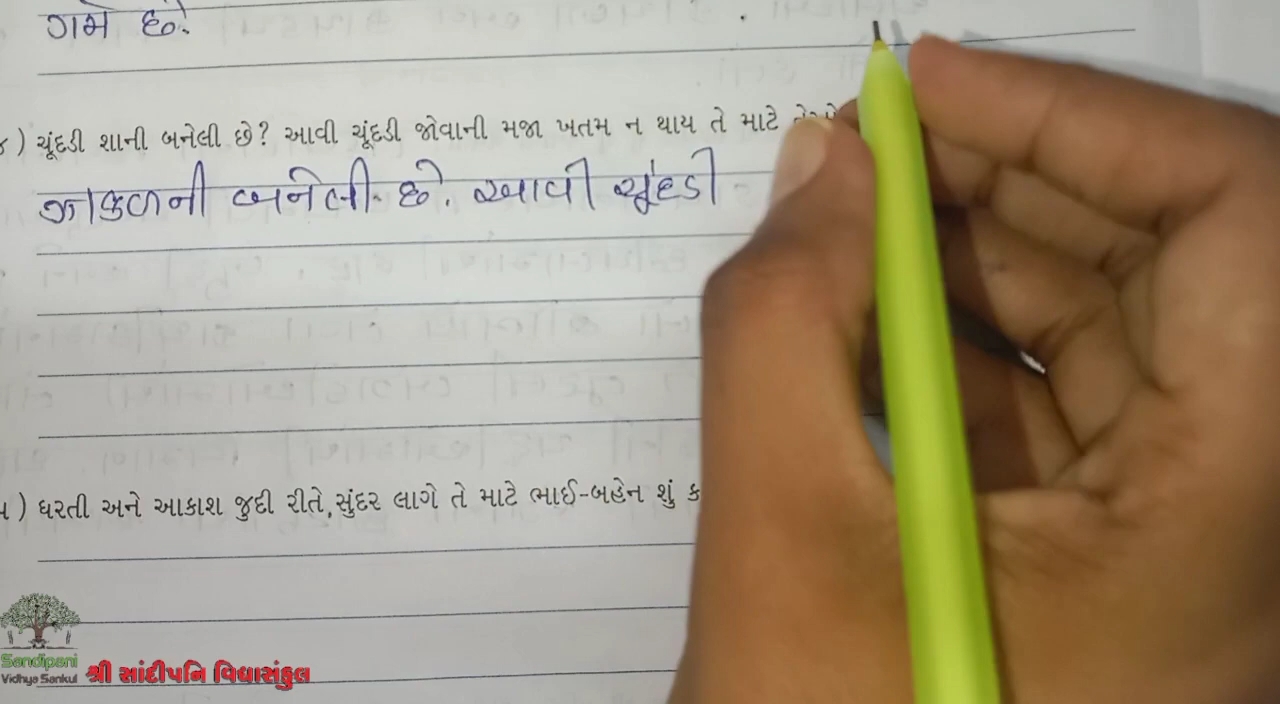 ગમે છે.
૪) ચૂંદડી શાની બનેલી છે? આવી ચૂંદડી જોવાની મજા ખતમ ન થાય તે માટે
ઝાકળની બનેલી છે. આવી ચૂંદડી
૫) ધરતી અને આકાશ જુદી રીતે, સુંદર લાગે તે માટે ભાઈ-બહેન શું
Sandipani
Vidhya Sankul
શ્રી સાંદીપનિ વિદ્યાસંકુલ